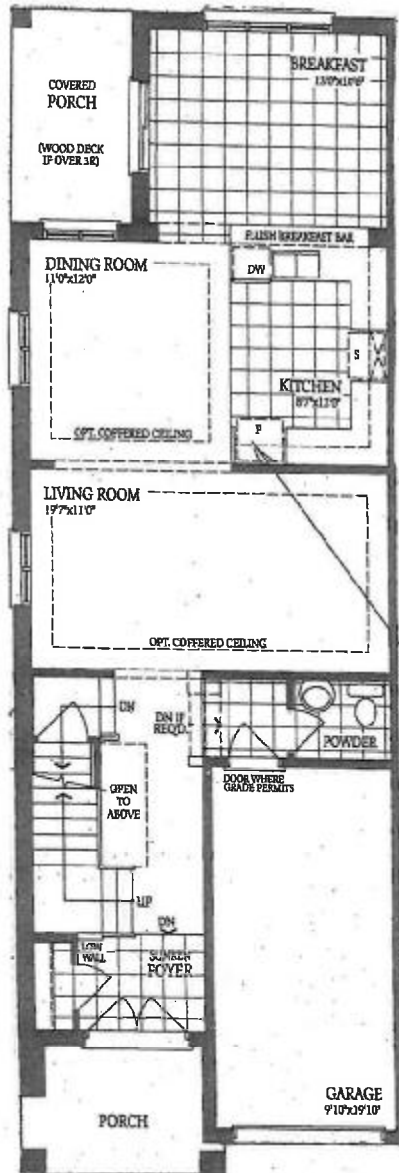 COVERED
PORCH
(WOOD DECK
IF OVER 3R)
BREAKFAST
13'0"x10'6"
FLUSH BREAKFAST BAR
DINING ROOM
11'0"x12'0"
DW
S
KITCHEN
8'7"x12'0"
OPT. COFFERED CEILING
F
LIVING ROOM
19'7"x11'0"
OPT. COFFERED CEILING
DN
DN IF
REQ'D.
POWDER
OPEN
TO
ABOVE
DOOR WHERE
GRADE PERMITS
UP
DN
LOW
WALL
SUNKEN
FOYER
GARAGE
9'10"x19'10"
PORCH